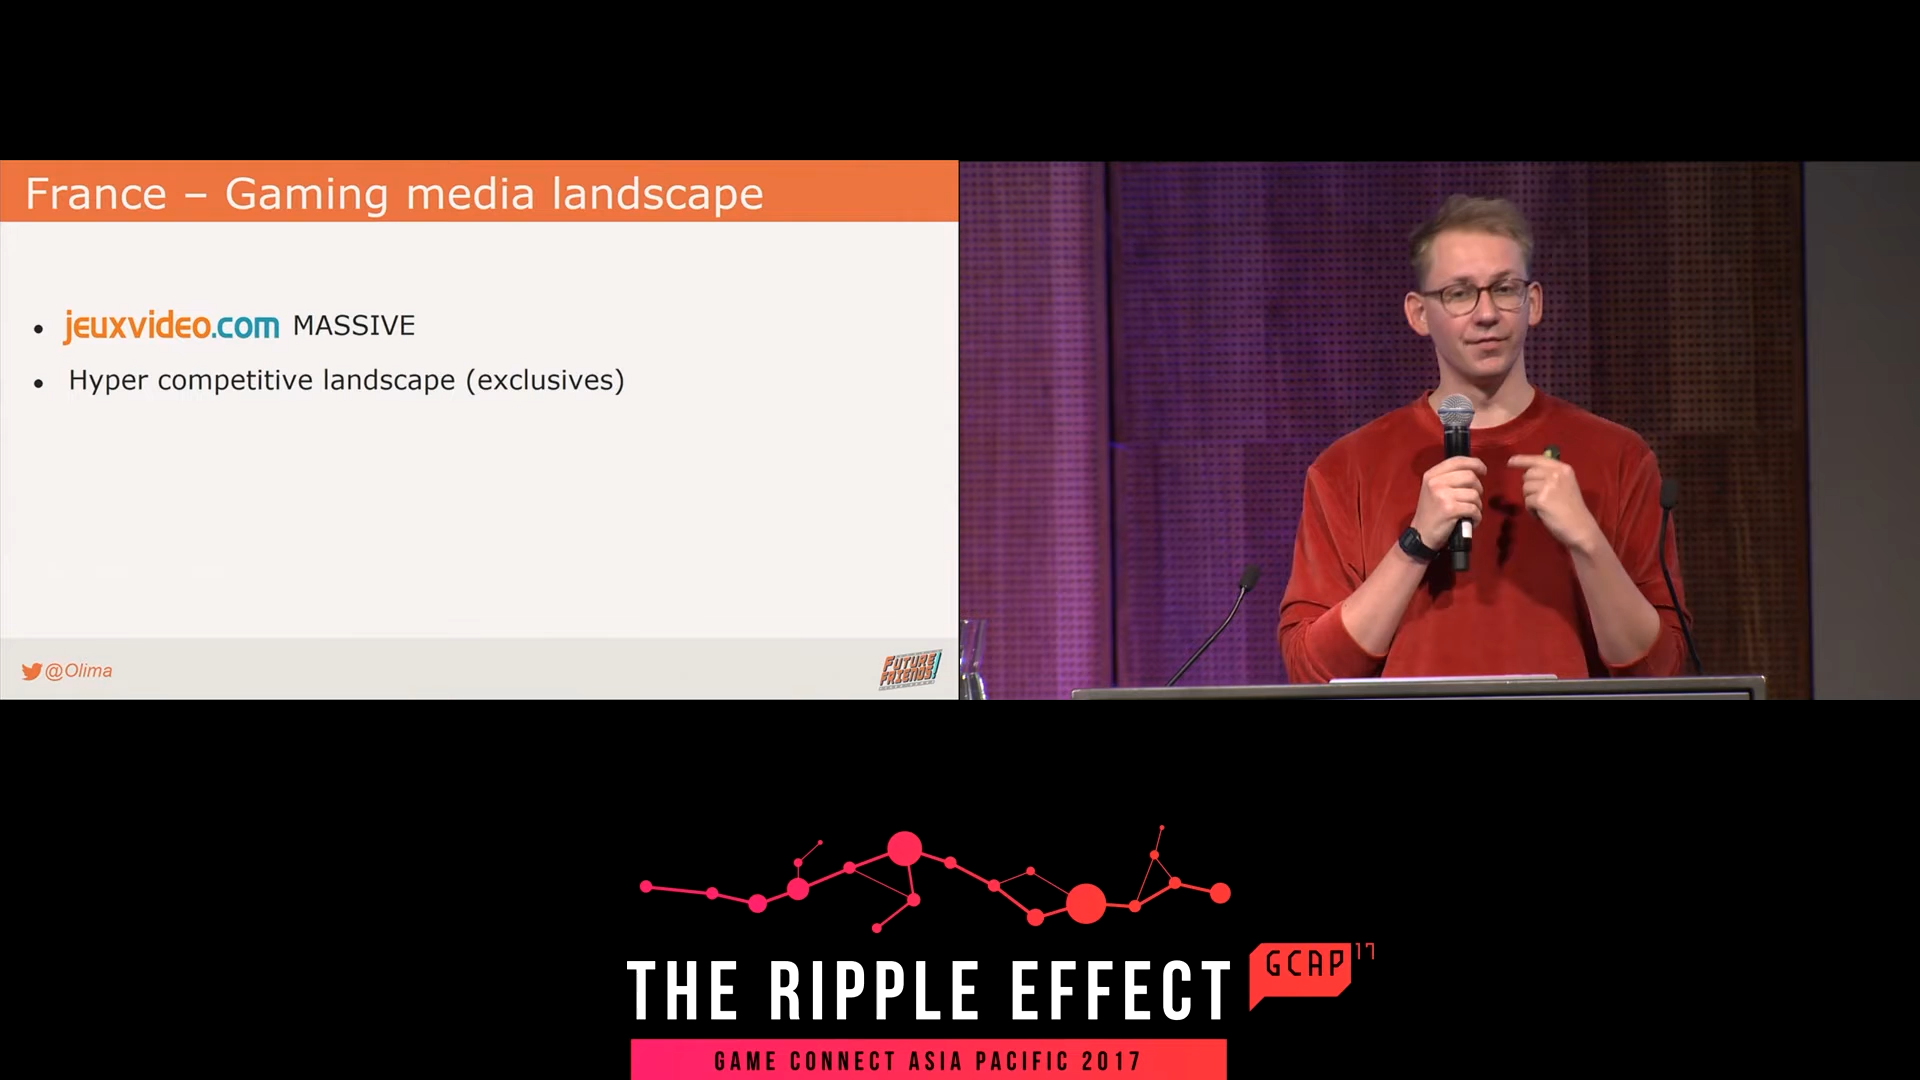 France – Gaming media landscape
• jeuxvideo.com MASSIVE
• Hyper competitive landscape (exclusives)
@Olima
FUTURE
FRIENDS!
THE RIPPLE EFFECT
GCAP 17
GAME CONNECT ASIA PACIFIC 2017